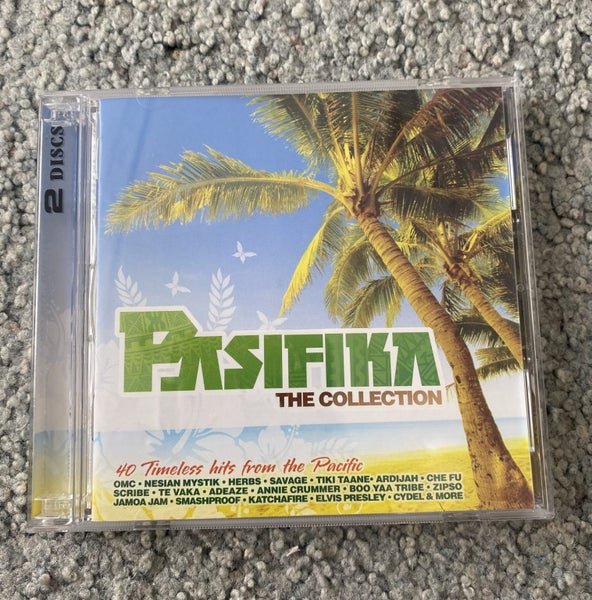 2 DISCS
PASIFIKA
THE COLLECTION
40 Timeless hits from the Pacific
OMC • NESIAN MYSTIK • HERBS • SAVAGE • TIKI TAANE • ARDIJAH • CHE FU
SCRIBE • TE VAKA • ADEAZE • ANNIE CRUMMER • BOO YAA TRIBE • ZIPSO
JAMOA JAM • SMASHPROOF • KATCHAFIRE • ELVIS PRESLEY • CYDEL & MORE